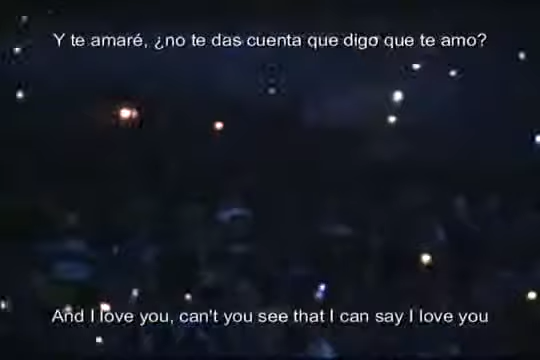 Y te amaré, ¿no te das cuenta que digo que te amo?
And I love you, can't you see that I can say I love you